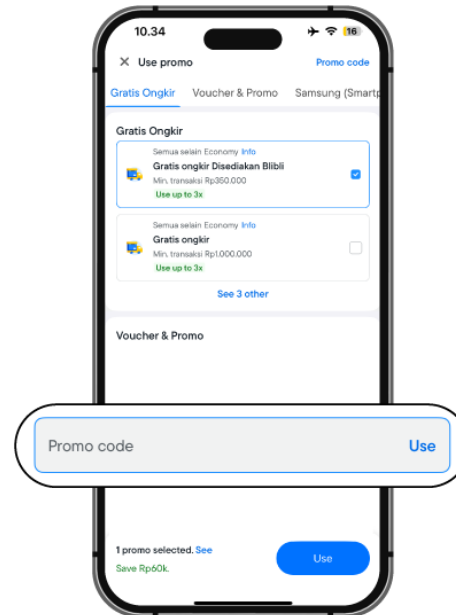 10.34
16
Use promo
Promo code
Gratis Ongkir
Voucher & Promo
Samsung (Smartp
Gratis Ongkir
Semua selain Economy Info
Gratis ongkir Disediakan Blibli
Min. transaksi Rp350.000
Use up to 3x
Semua selain Economy Info
Gratis ongkir
Min. transaksi Rp1.000.000
Use up to 3x
See 3 other
Voucher & Promo
Promo code
Use
1 promo selected. See
Save Rp60k.
Use